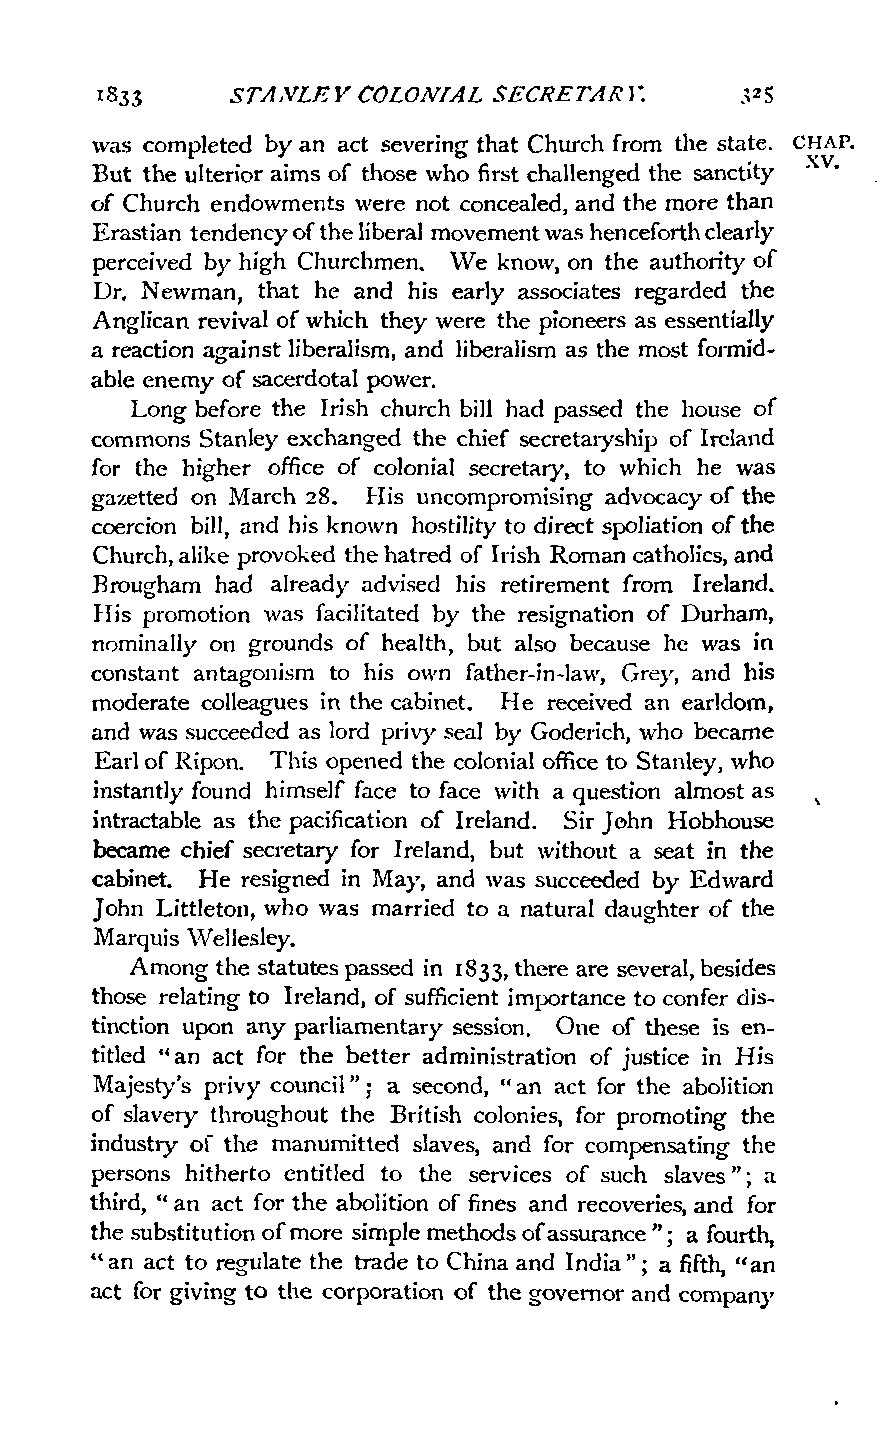 1833 STANLEY COLONIAL SECRETARY. 325
was completed by an act severing that Church from the state. CHAP.
But the ulterior aims of those who first challenged the sanctity XV.
of Church endowments were not concealed, and the more than
Erastian tendency of the liberal movement was henceforth clearly
perceived by high Churchmen. We know, on the authority of
Dr. Newman, that he and his early associates regarded the
Anglican revival of which they were the pioneers as essentially
a reaction against liberalism, and liberalism as the most formid-
able enemy of sacerdotal power.
Long before the Irish church bill had passed the house of
commons Stanley exchanged the chief secretaryship of Ireland
for the higher office of colonial secretary, to which he was
gazetted on March 28. His uncompromising advocacy of the
coercion bill, and his known hostility to direct spoliation of the
Church, alike provoked the hatred of Irish Roman catholics, and
Brougham had already advised his retirement from Ireland.
His promotion was facilitated by the resignation of Durham,
nominally on grounds of health, but also because he was in
constant antagonism to his own father-in-law, Grey, and his
moderate colleagues in the cabinet. He received an earldom,
and was succeeded as lord privy seal by Goderich, who became
Earl of Ripon. This opened the colonial office to Stanley, who
instantly found himself face to face with a question almost as
intractable as the pacification of Ireland. Sir John Hobhouse
became chief secretary for Ireland, but without a seat in the
cabinet. He resigned in May, and was succeeded by Edward
John Littleton, who was married to a natural daughter of the
Marquis Wellesley.
Among the statutes passed in 1833, there are several, besides
those relating to Ireland, of sufficient importance to confer dis-
tinction upon any parliamentary session. One of these is en-
titled "an act for the better administration of justice in His
Majesty's privy council"; a second, "an act for the abolition
of slavery throughout the British colonies, for promoting the
industry of the manumitted slaves, and for compensating the
persons hitherto entitled to the services of such slaves"; a
third, "an act for the abolition of fines and recoveries, and for
the substitution of more simple methods of assurance"; a fourth,
"an act to regulate the trade to China and India"; a fifth, "an
act for giving to the corporation of the governor and company